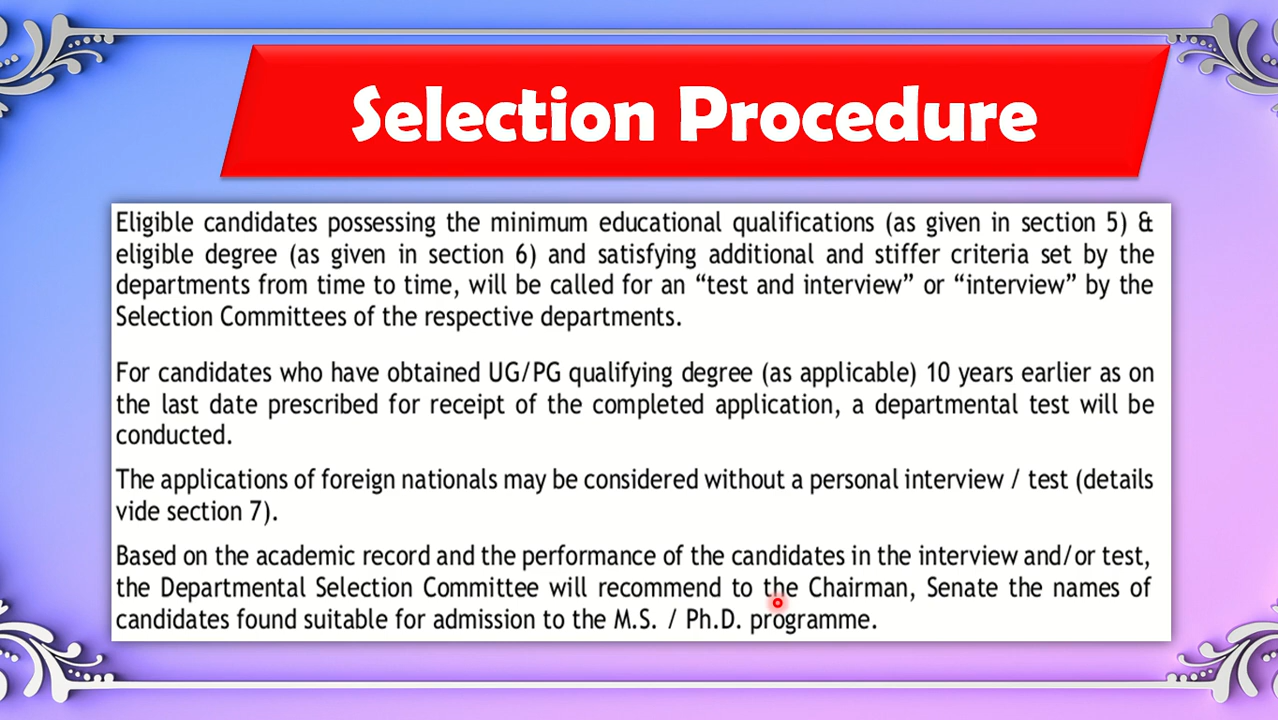 Selection Procedure
Eligible candidates possessing the minimum educational qualifications (as given in section 5) &
eligible degree (as given in section 6) and satisfying additional and stiffer criteria set by the
departments from time to time, will be called for an “test and interview” or “interview” by the
Selection Committees of the respective departments.
For candidates who have obtained UG/PG qualifying degree (as applicable) 10 years earlier as on
the last date prescribed for receipt of the completed application, a departmental test will be
conducted.
The applications of foreign nationals may be considered without a personal interview / test (details
vide section 7).
Based on the academic record and the performance of the candidates in the interview and/or test,
the Departmental Selection Committee will recommend to the Chairman, Senate the names of
candidates found suitable for admission to the M.S. / Ph.D. programme.